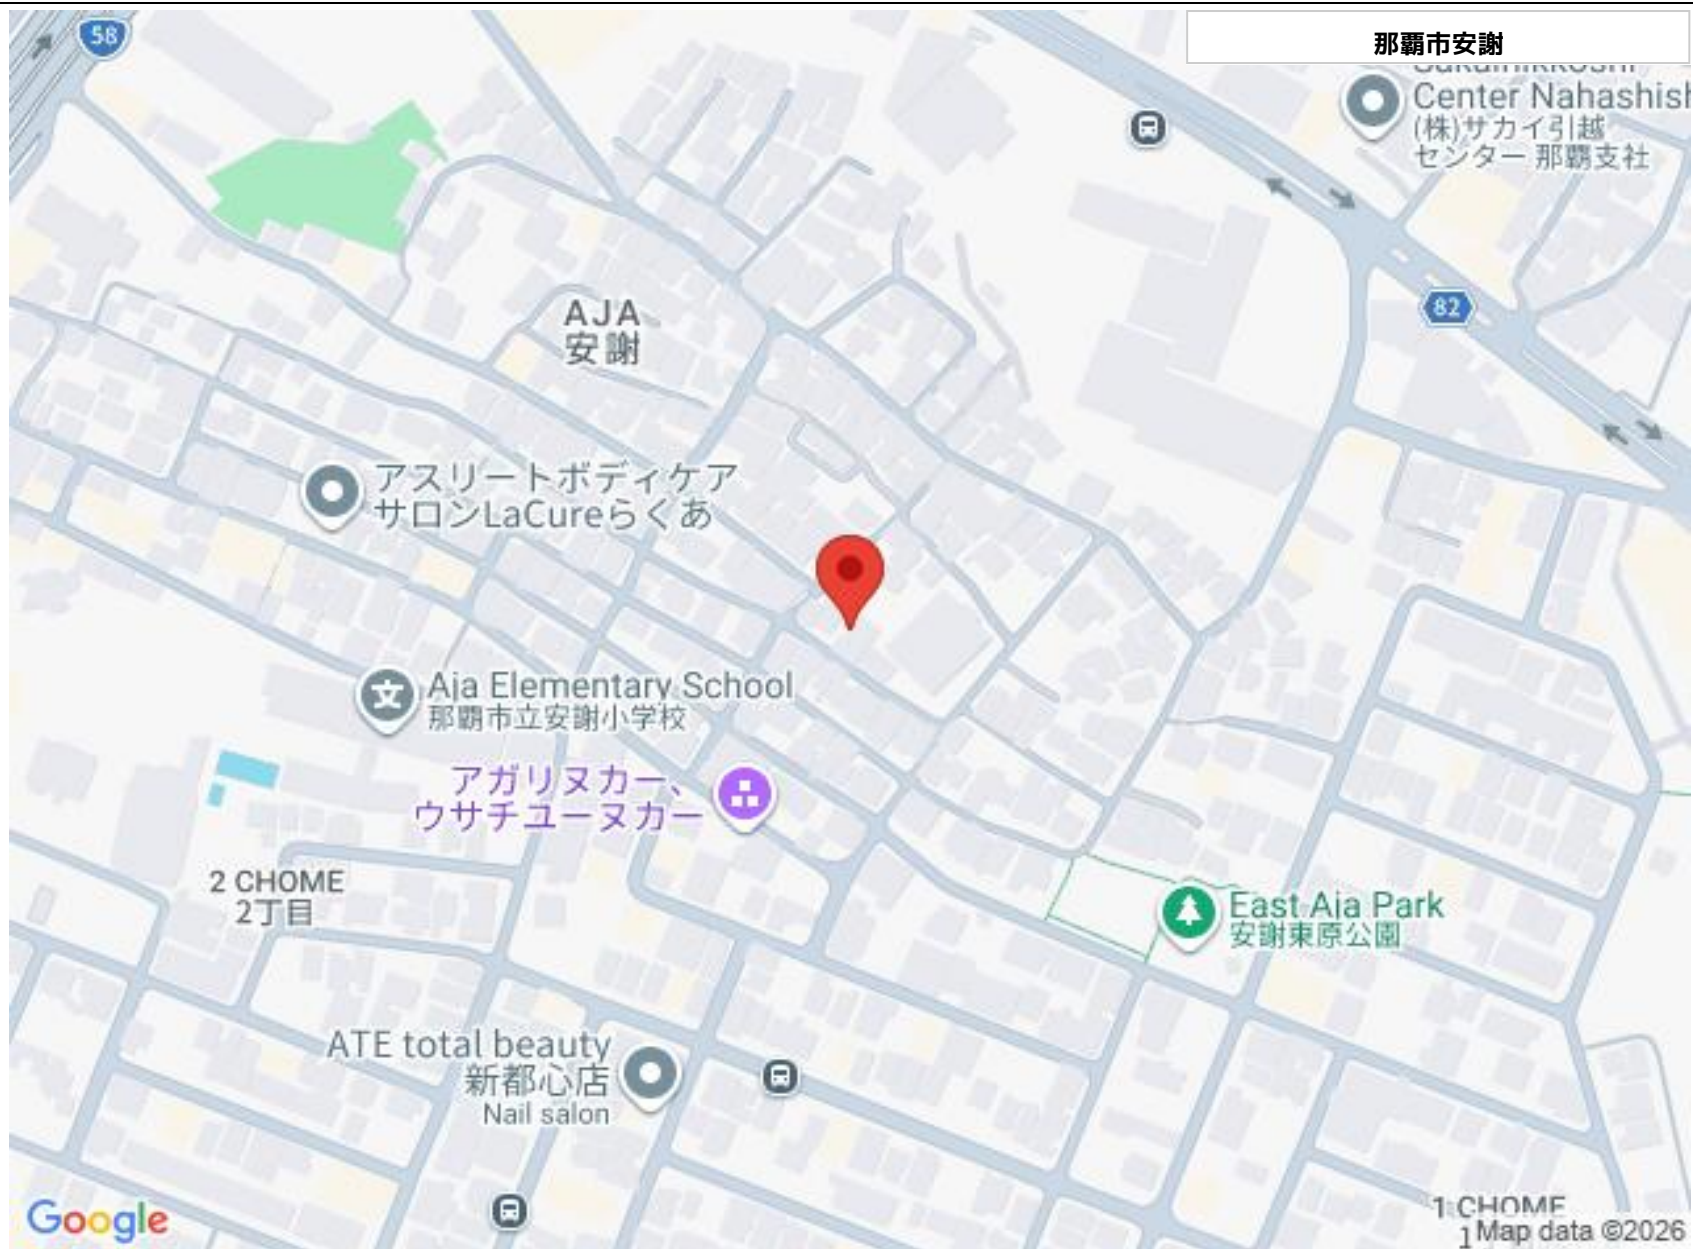 58
那覇市安謝
Center Nahashish
(株)サカイ引越
センター 那覇支社
82
AJA
安謝
アスリートボディケア
サロンLaCureらくあ
Aja Elementary School
那覇市立安謝小学校
文
アガリヌカー、
ウサチユーヌカー
2 CHOME
2丁目
East Aja Park
安謝東原公園
ATE total beauty
新都心店
Nail salon
1 CHOME
1
Google
Map data ©2026